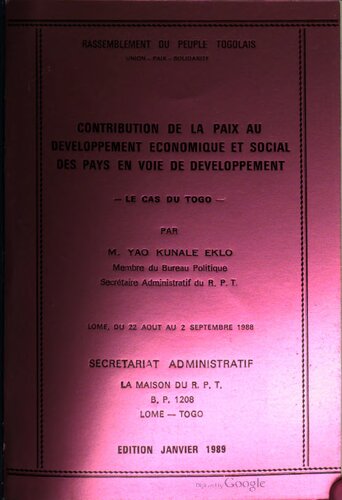 RASSEMBLEMENT DU PEUPLE TOGOLAIS
UNION - PAIX - SOLIDARITE
CONTRIBUTION DE LA PAIX AU
DEVELOPPEMENT ECONOMIQUE ET SOCIAL
DES PAYS EN VOIE DE DEVELOPPEMENT
— LE CAS DU TOGO —
PAR
M. YAO KUNALE EKLO
Membre du Bureau Politique
Secrétaire Administratif du R. P. T.
LOME, DU 22 AOUT AU 2 SEPTEMBRE 1988
SECRETARIAT ADMINISTRATIF
LA MAISON DU R. P. T.
B. P. 1208
LOME — TOGO
EDITION JANVIER 1989
Digitized by Google